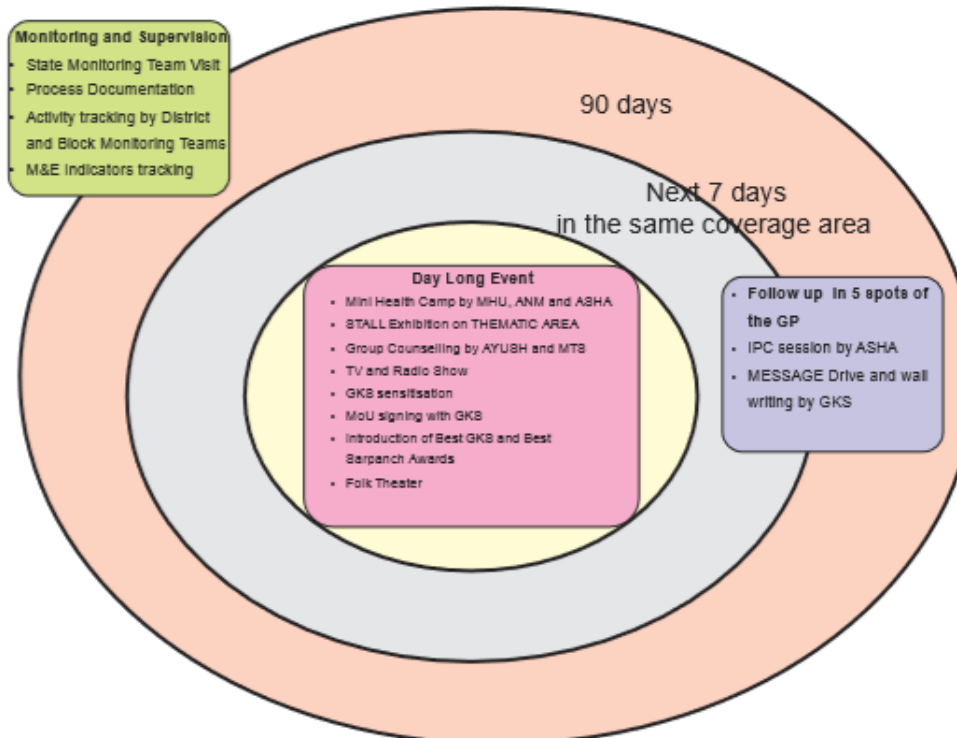 Monitoring and Supervision
• State Monitoring Team Visit
• Process Documentation
• Activity tracking by District
and Block Monitoring Teams
• M&E Indicators tracking
90 days
Next 7 days
in the same coverage area
Day Long Event
• Mini Health Camp by MHU, ANM and ASHA
• STALL Exhibition on THEMATIC AREA
• Group Counselling by AYUSH and MTS
• TV and Radio Show
• GKS sensitisation
• MoU signing with GKS
• Introduction of Best GKS and Best
Sarpanch Awards
• Folk Theater
• Follow up in 5 spots of
the GP
• IPC session by ASHA
• MESSAGE Drive and wall
writing by GKS